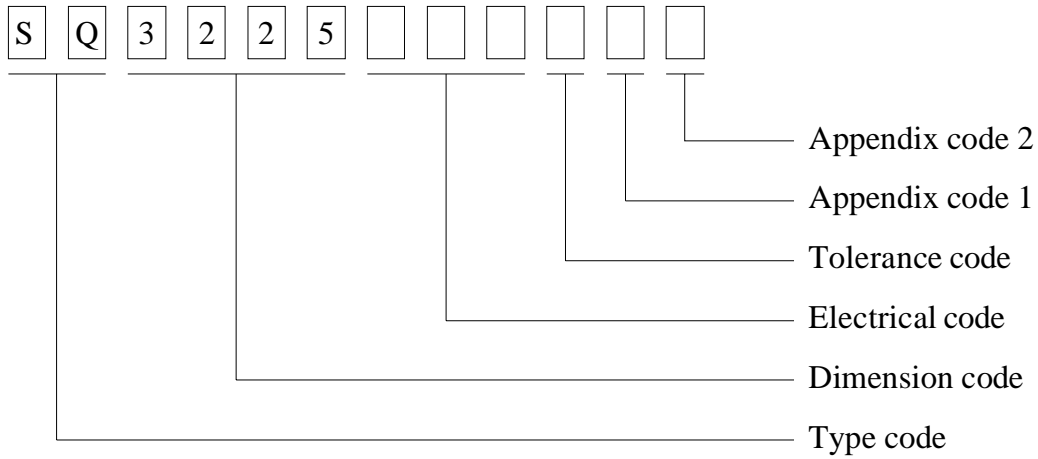 S Q 3 2 2 5
Appendix code 2
Appendix code 1
Tolerance code
Electrical code
Dimension code
Type code